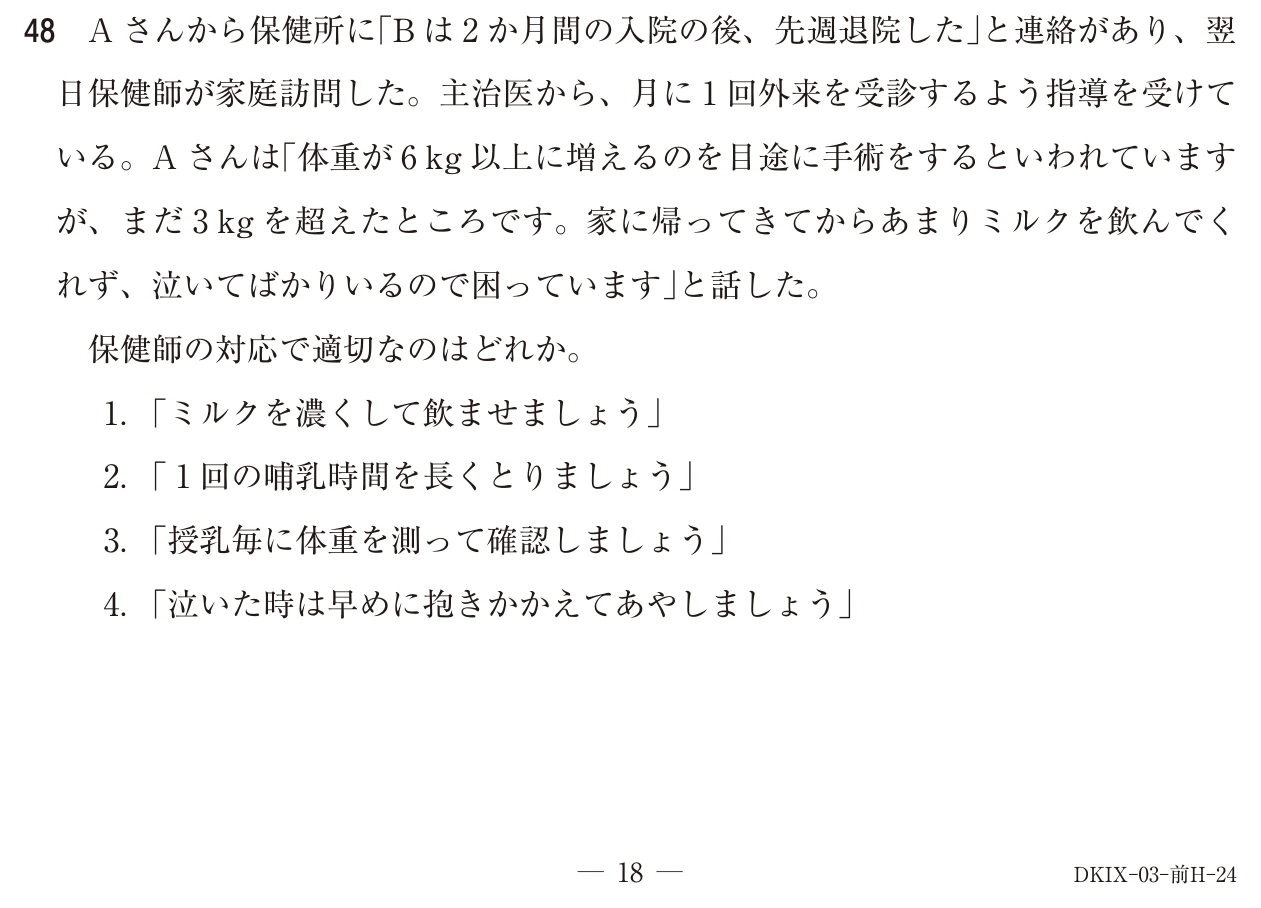 48 Aさんから保健所に「Bは2か月間の入院の後、先週退院した」と連絡があり、翌
日保健師が家庭訪問した。主治医から、月に1回外来を受診するよう指導を受けて
いる。Aさんは「体重が6kg以上に増えるのを目途に手術をするといわれています
が、まだ3kgを超えたところです。家に帰ってきてからあまりミルクを飲んでく
れず、泣いてばかりいるので困っています」と話した。
保健師の対応で適切なのはどれか。
1. 「ミルクを濃くして飲ませましょう」
2. 「1回の哺乳時間を長くとりましょう」
3. 「授乳毎に体重を測って確認しましょう」
4. 「泣いた時は早めに抱きかかえてあやしましょう」
— 18 —
DKIX-03-前H-24